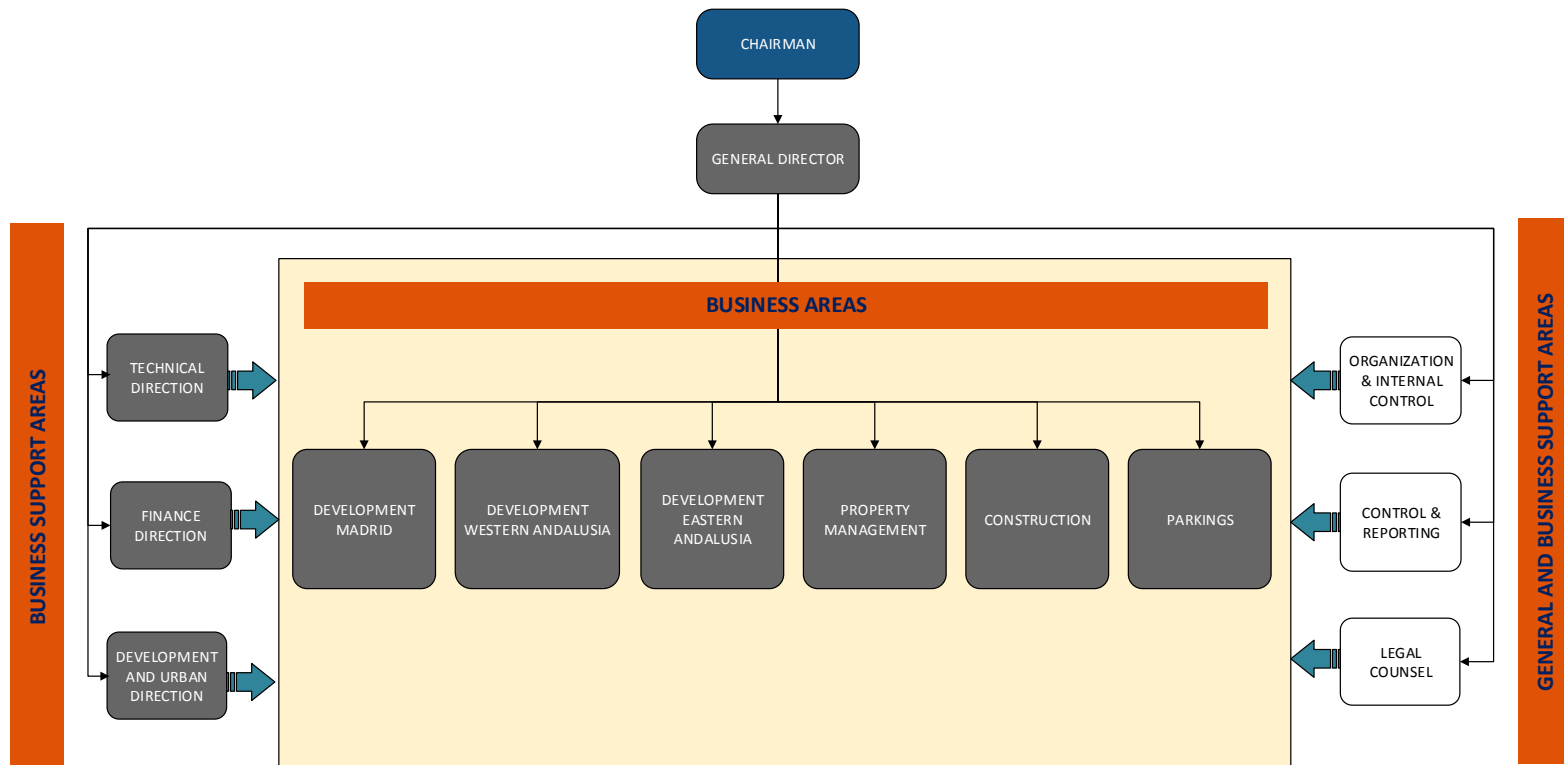 CHAIRMAN
GENERAL DIRECTOR
BUSINESS SUPPORT AREAS
TECHNICAL
DIRECTION
FINANCE
DIRECTION
DEVELOPMENT
AND URBAN
DIRECTION
BUSINESS AREAS
DEVELOPMENT
MADRID
DEVELOPMENT
WESTERN ANDALUSIA
DEVELOPMENT
EASTERN
ANDALUSIA
PROPERTY
MANAGEMENT
CONSTRUCTION
PARKINGS
ORGANIZATION
& INTERNAL
CONTROL
CONTROL &
REPORTING
LEGAL
COUNSEL
GENERAL AND BUSINESS SUPPORT AREAS